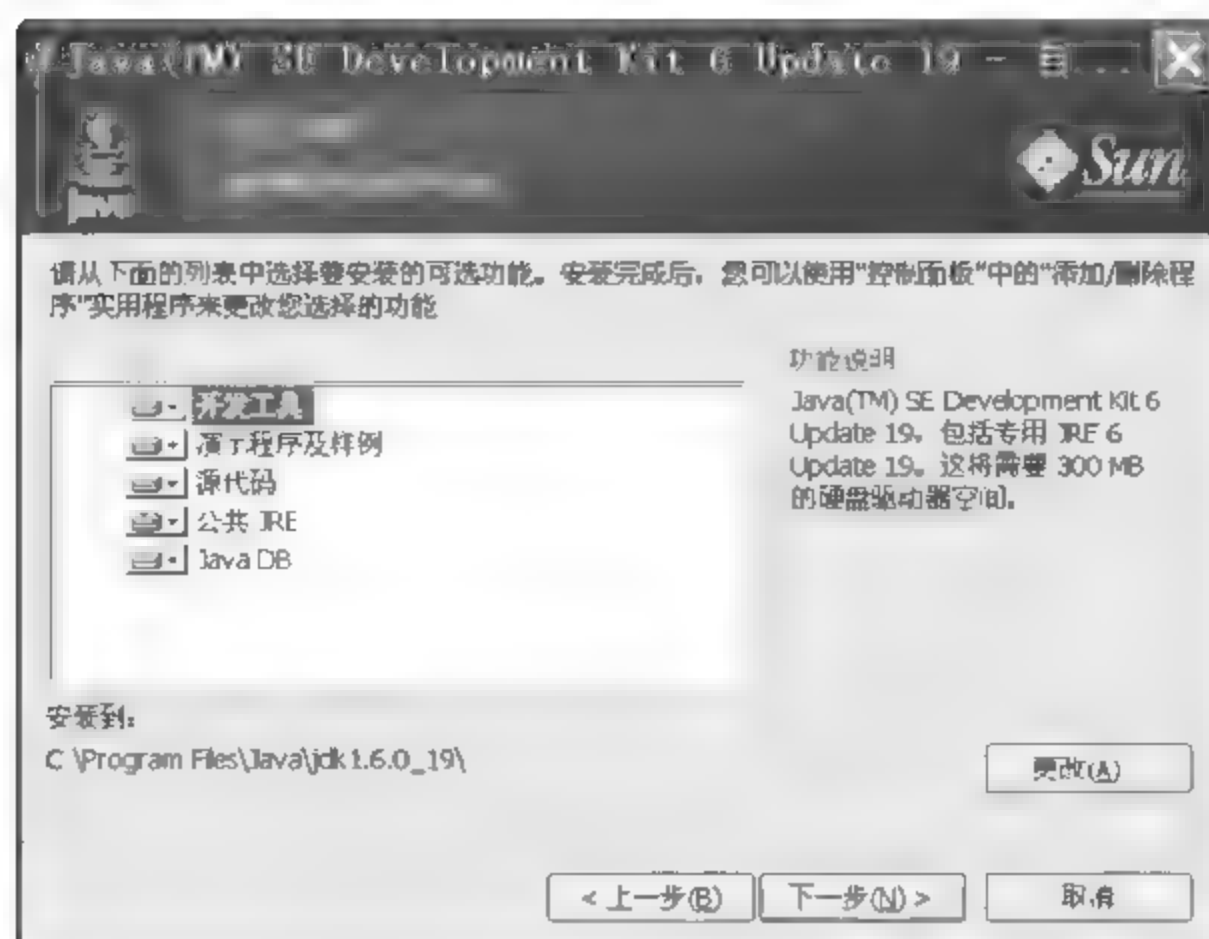 Java(TM) SE Development Kit 6 Update 19 - 自...
Sun
请从下面的列表中选择要安装的可选功能。安装完成后，您可以使用“控制面板”中的“添加/删除程
序”实用程序来更改您选择的功能
功能说明
开发工具
演示程序及样例
源代码
公共 JRE
Java DB
Java(TM) SE Development Kit 6
Update 19。包括专用 JRE 6
Update 19。这将需要 300 MB
的硬盘驱动器空间。
安装到:
C:\Program Files\Java\jdk1.6.0_19\
更改(A)
< 上一步(B)
下一步(N) >
取消